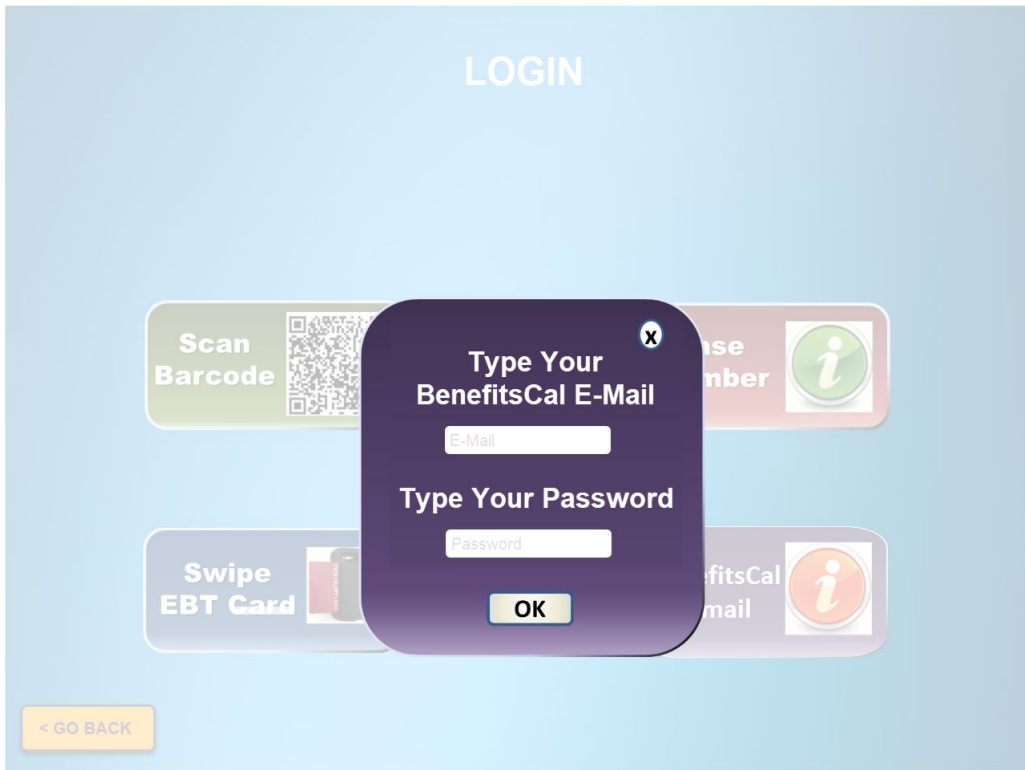 LOGIN
Scan
Barcode
x
Type Your
BenefitsCal E-Mail
E-Mail
Type Your Password
Password
OK
Swipe
EBT Card
< GO BACK